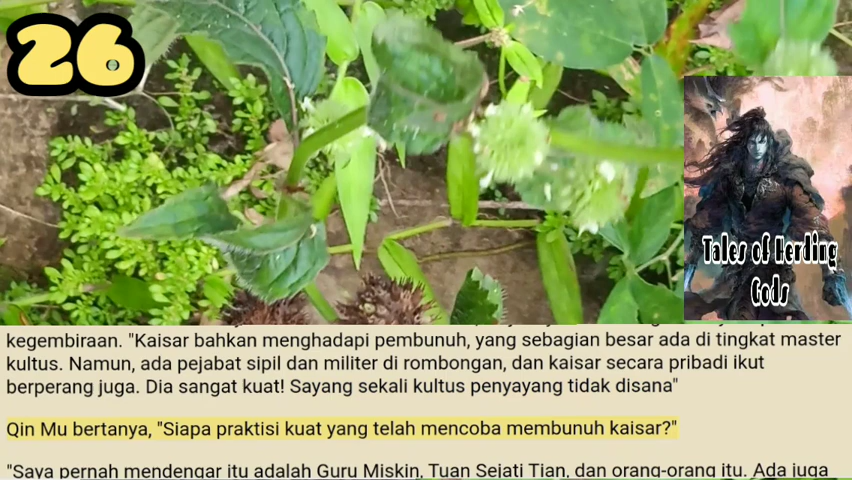 26
Tales of Herding
Gods
kegembiraan. "Kaisar bahkan menghadapi pembunuh, yang sebagian besar ada di tingkat master
kultus. Namun, ada pejabat sipil dan militer di rombongan, dan kaisar secara pribadi ikut
berperang juga. Dia sangat kuat! Sayang sekali kultus penyayang tidak disana"
Qin Mu bertanya, "Siapa praktisi kuat yang telah mencoba membunuh kaisar?"
"Saya pernah mendengar itu adalah Guru Miskin, Tuan Sejati Tian, dan orang-orang itu. Ada juga